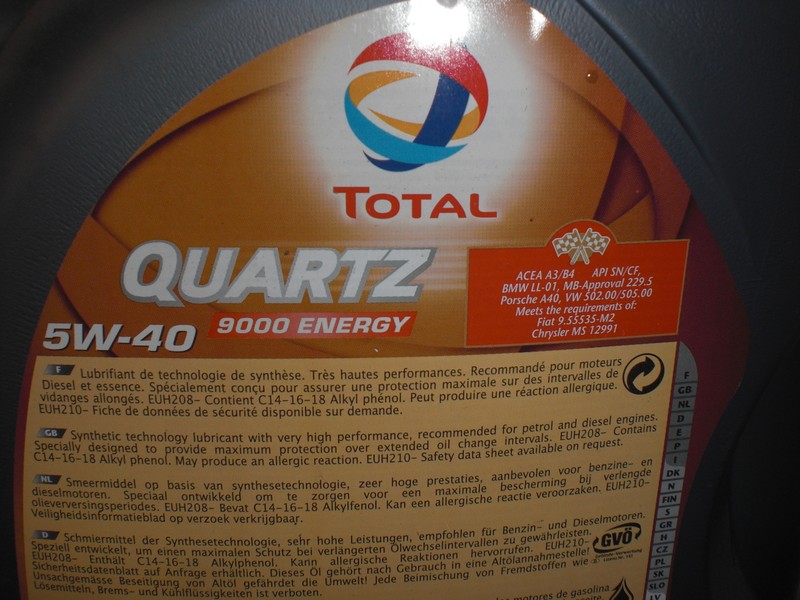 TOTAL
QUARTZ
9000 ENERGY
5W-40
ACEA A3/B4 API SN/CF,
BMW LL-01, MB-Approval 229.5
Porsche A40, VW 502.00/505.00
Meets the requirements of:
Fiat 9.55535-M2
Chrysler MS 12991
F Lubrifiant de technologie de synthèse. Très hautes performances. Recommandé pour moteurs
Diesel et essence. Spécialement conçu pour assurer une protection maximale sur des intervalles de
vidanges allongés. EUH208- Contient C14-16-18 Alkyl phénol. Peut produire une réaction allergique.
EUH210- Fiche de données de sécurité disponible sur demande.
GB Synthetic technology lubricant with very high performance, recommended for petrol and diesel engines.
Specially designed to provide maximum protection over extended oil change intervals. EUH208- Contains
C14-16-18 Alkyl phenol. May produce an allergic reaction. EUH210- Safety data sheet available on request.
NL Smeermiddel op basis van synthesetechnologie, zeer hoge prestaties, aanbevolen voor benzine- en
dieselmotoren. Speciaal ontwikkeld om te zorgen voor een maximale bescherming bij verlengde
olieverversingsperiodes. EUH208- Bevat C14-16-18 Alkylfenol. Kan een allergische reactie veroorzaken. EUH210-
Veiligheidsinformatieblad op verzoek verkrijgbaar.
D Schmiermittel der Synthesetechnologie, sehr hohe Leistungen, empfohlen für Benzin- und Dieselmotoren.
Speziell entwickelt, um einen maximalen Schutz bei verlängerten Ölwechselintervallen zu gewährleisten.
EUH208- Enthält C14-16-18 Alkylphenol. Kann allergische Reaktionen hervorrufen. EUH210-
Sicherheitsdatenblatt auf Anfrage erhältlich. Dieses Öl gehört nach Gebrauch in eine Altölannahmestelle!
Unsachgemässe Beseitigung von Altöl gefährdet die Umwelt! Jede Beimischung von Fremdstoffen wie
Lösemitteln, Brems- und Kühlflüssigkeiten ist verboten.
GVÖ
motores de gasolina
F
GB
NL
D
E
P
I
DK
N
FIN
S
GR
H
CZ
PL
SK
SLO
LV